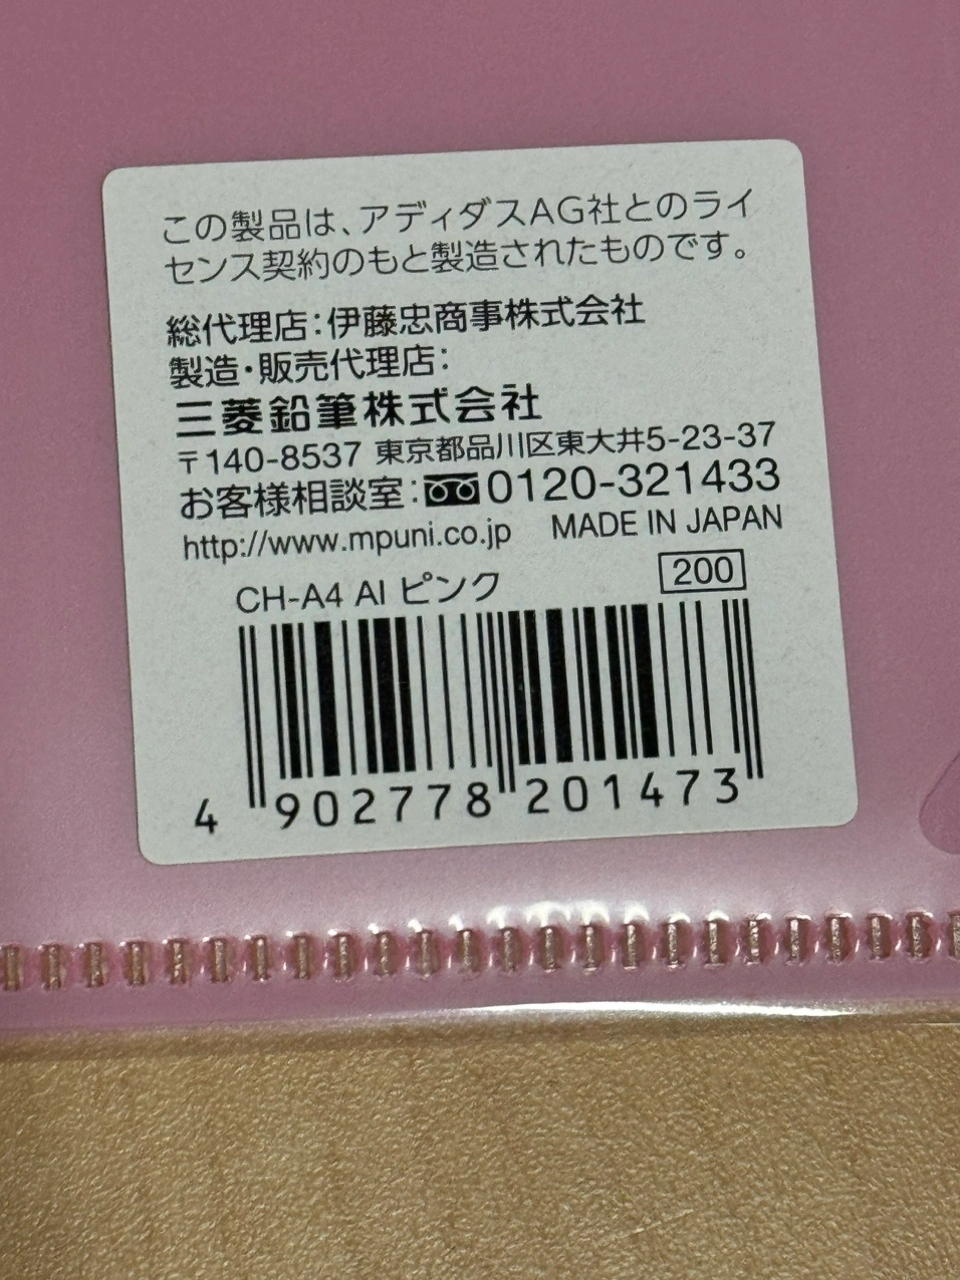 この製品は、アディダスAG社とのライ
センス契約のもと製造されたものです。
総代理店:伊藤忠商事株式会社
製造・販売代理店:
三菱鉛筆株式会社
〒140-8537 東京都品川区東大井5-23-37
お客様相談室:0120-321433
http://www.mpuni.co.jp MADE IN JAPAN
CH-A4 AI ピンク 200
4 902778 201473